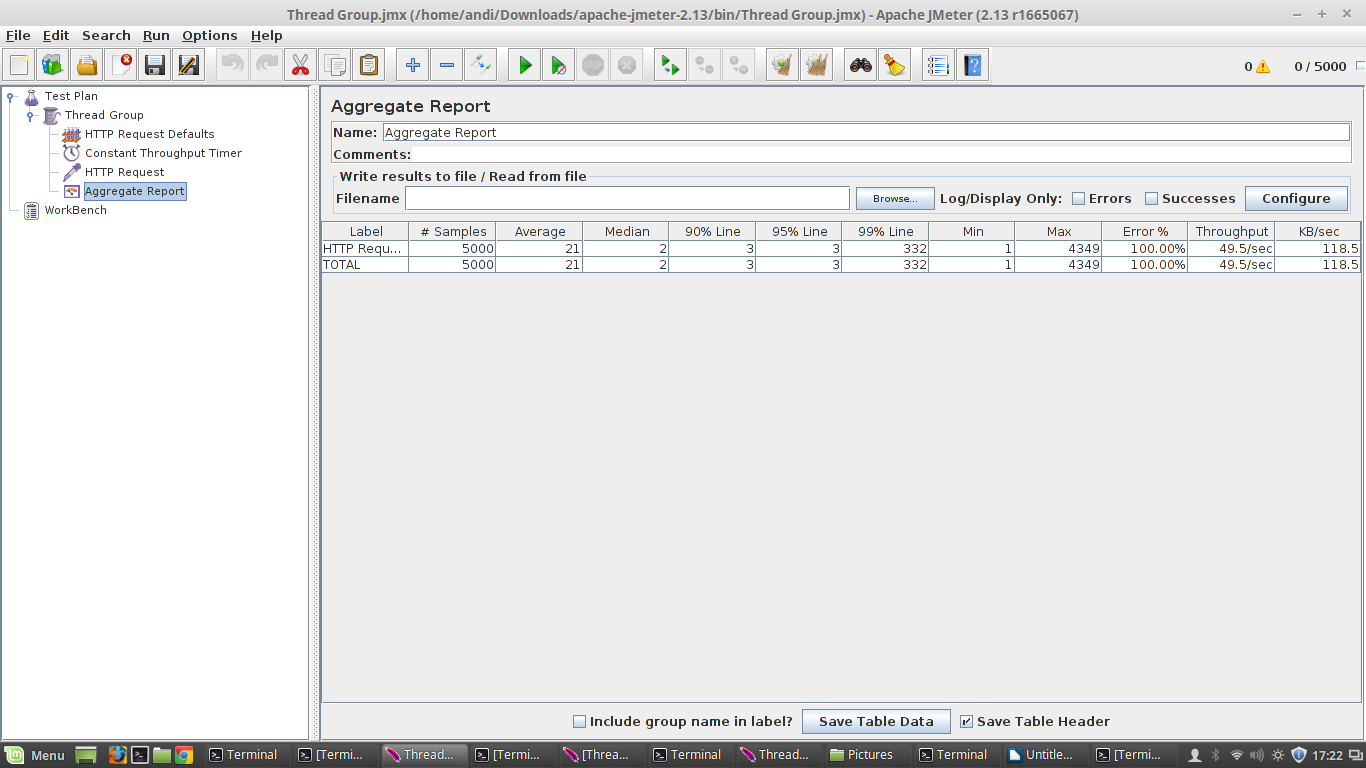 Thread Group.jmx (/home/andi/Downloads/apache-jmeter-2.13/bin/Thread Group.jmx) - Apache JMeter (2.13 r1665067)
File Edit Search Run Options Help
STOP 0 0 / 5000
Test Plan
Thread Group
HTTP Request Defaults
Constant Throughput Timer
HTTP Request
Aggregate Report
WorkBench
Aggregate Report
Name: Aggregate Report
Comments:
Write results to file / Read from file
Filename Browse... Log/Display Only: Errors Successes Configure
Label # Samples Average Median 90% Line 95% Line 99% Line Min Max Error % Throughput KB/sec
HTTP Requ... 5000 21 2 3 3 332 1 4349 100.00% 49.5/sec 118.5
TOTAL 5000 21 2 3 3 332 1 4349 100.00% 49.5/sec 118.5
Include group name in label? Save Table Data Save Table Header
Menu Terminal [Termi... Thread... [Termi... [Threa... Terminal Thread... Pictures Terminal Untitle... [Termi... 17:22